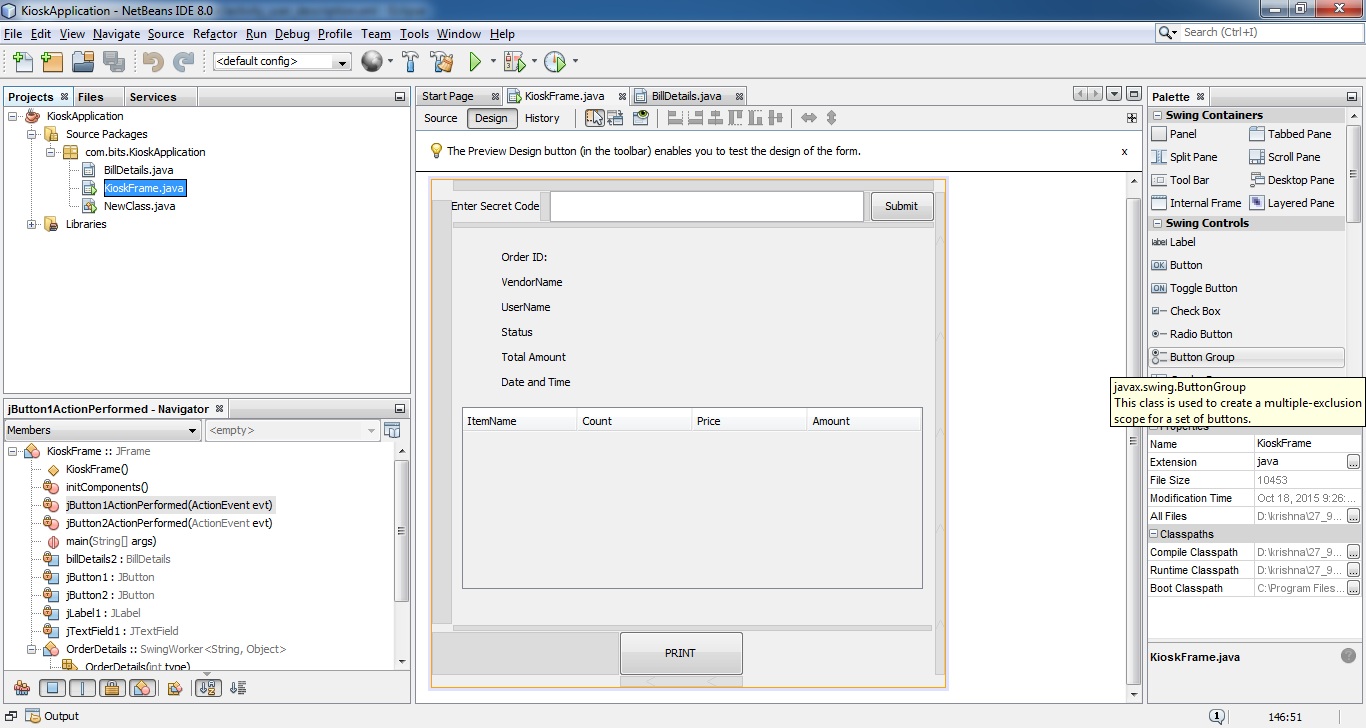 KioskApplication - NetBeans IDE 8.0
File Edit View Navigate Source Refactor Run Debug Profile Team Tools Window Help
Search (Ctrl+I)
<default config>
Projects Files Services
KioskApplication
Source Packages
com.bits.KioskApplication
BillDetails.java
KioskFrame.java
NewClass.java
Libraries
jButton1ActionPerformed - Navigator
Members <empty>
KioskFrame :: JFrame
KioskFrame()
initComponents()
jButton1ActionPerformed(ActionEvent evt)
jButton2ActionPerformed(ActionEvent evt)
main(String[] args)
billDetails2 : BillDetails
jButton1 : JButton
jButton2 : JButton
jLabel1 : JLabel
jTextField1 : JTextField
OrderDetails :: SwingWorker<String, Object>
OrderDetails(int type)
Start Page KioskFrame.java BillDetails.java
Source Design History
The Preview Design button (in the toolbar) enables you to test the design of the form. x
Enter Secret Code Submit
Order ID:
VendorName
UserName
Status
Total Amount
Date and Time
ItemName Count Price Amount
PRINT
Palette
Swing Containers
Panel Tabbed Pane
Split Pane Scroll Pane
Tool Bar Desktop Pane
Internal Frame Layered Pane
Swing Controls
label Label
OK Button
ON Toggle Button
Check Box
Radio Button
Button Group
javax.swing.ButtonGroup
This class is used to create a multiple-exclusion
scope for a set of buttons.
Properties
Name KioskFrame
Extension java ...
File Size 10453
Modification Time Oct 18, 2015 9:26:...
All Files D:\krishna\27_9... ...
Classpaths
Compile Classpath D:\krishna\27_9... ...
Runtime Classpath D:\krishna\27_9... ...
Boot Classpath C:\Program Files... ...
KioskFrame.java
Output
1 146:51